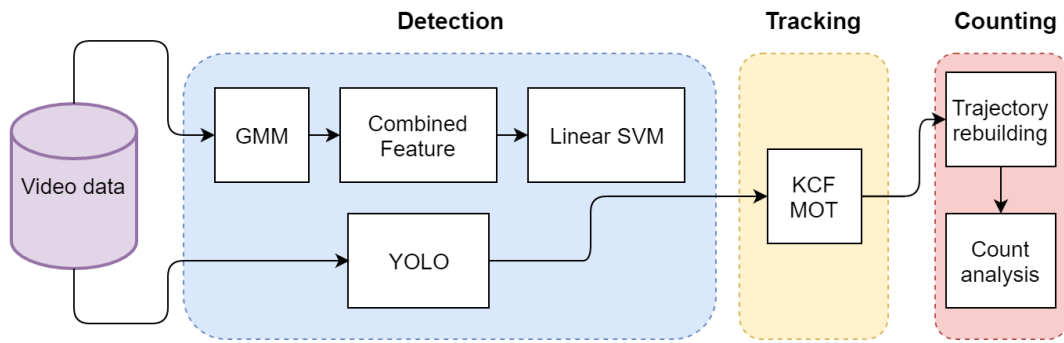 Detection
Tracking
Counting
Video data
GMM
Combined
Feature
Linear SVM
YOLO
KCF
MOT
Trajectory
rebuilding
Count
analysis